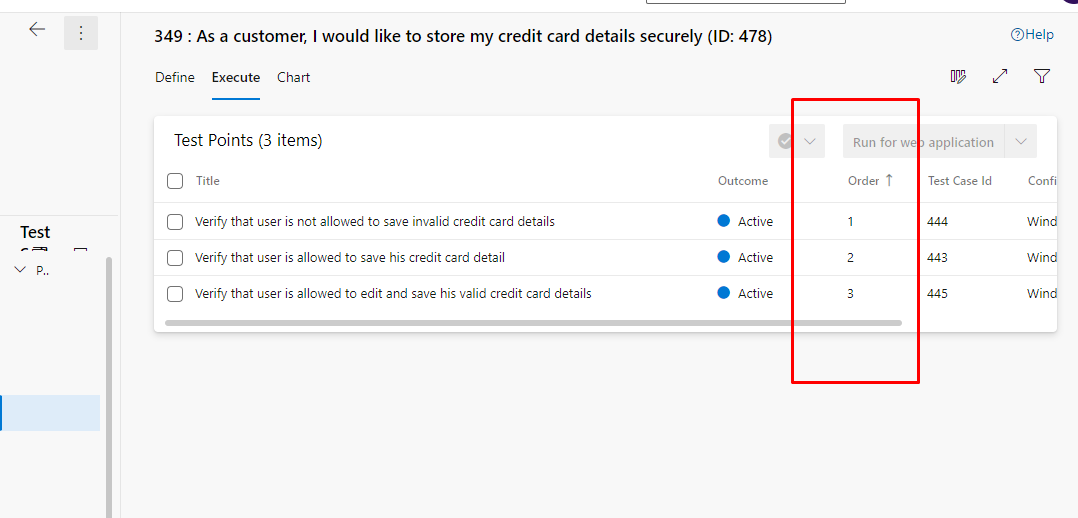 349 : As a customer, I would like to store my credit card details securely (ID: 478)
Help
Define Execute Chart
Test Points (3 items)
Run for web application
Title Outcome Order ↑ Test Case Id Confi
Verify that user is not allowed to save invalid credit card details Active 1 444 Wind
Verify that user is allowed to save his credit card detail Active 2 443 Wind
Verify that user is allowed to edit and save his valid credit card details Active 3 445 Wind
Test
P..